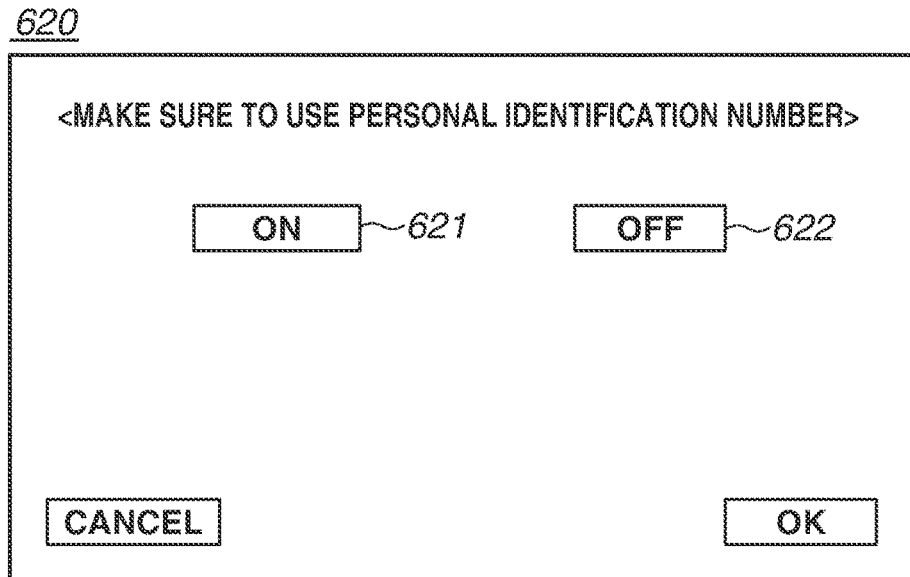 620
<MAKE SURE TO USE PERSONAL IDENTIFICATION NUMBER>
ON 621 OFF 622
CANCEL OK